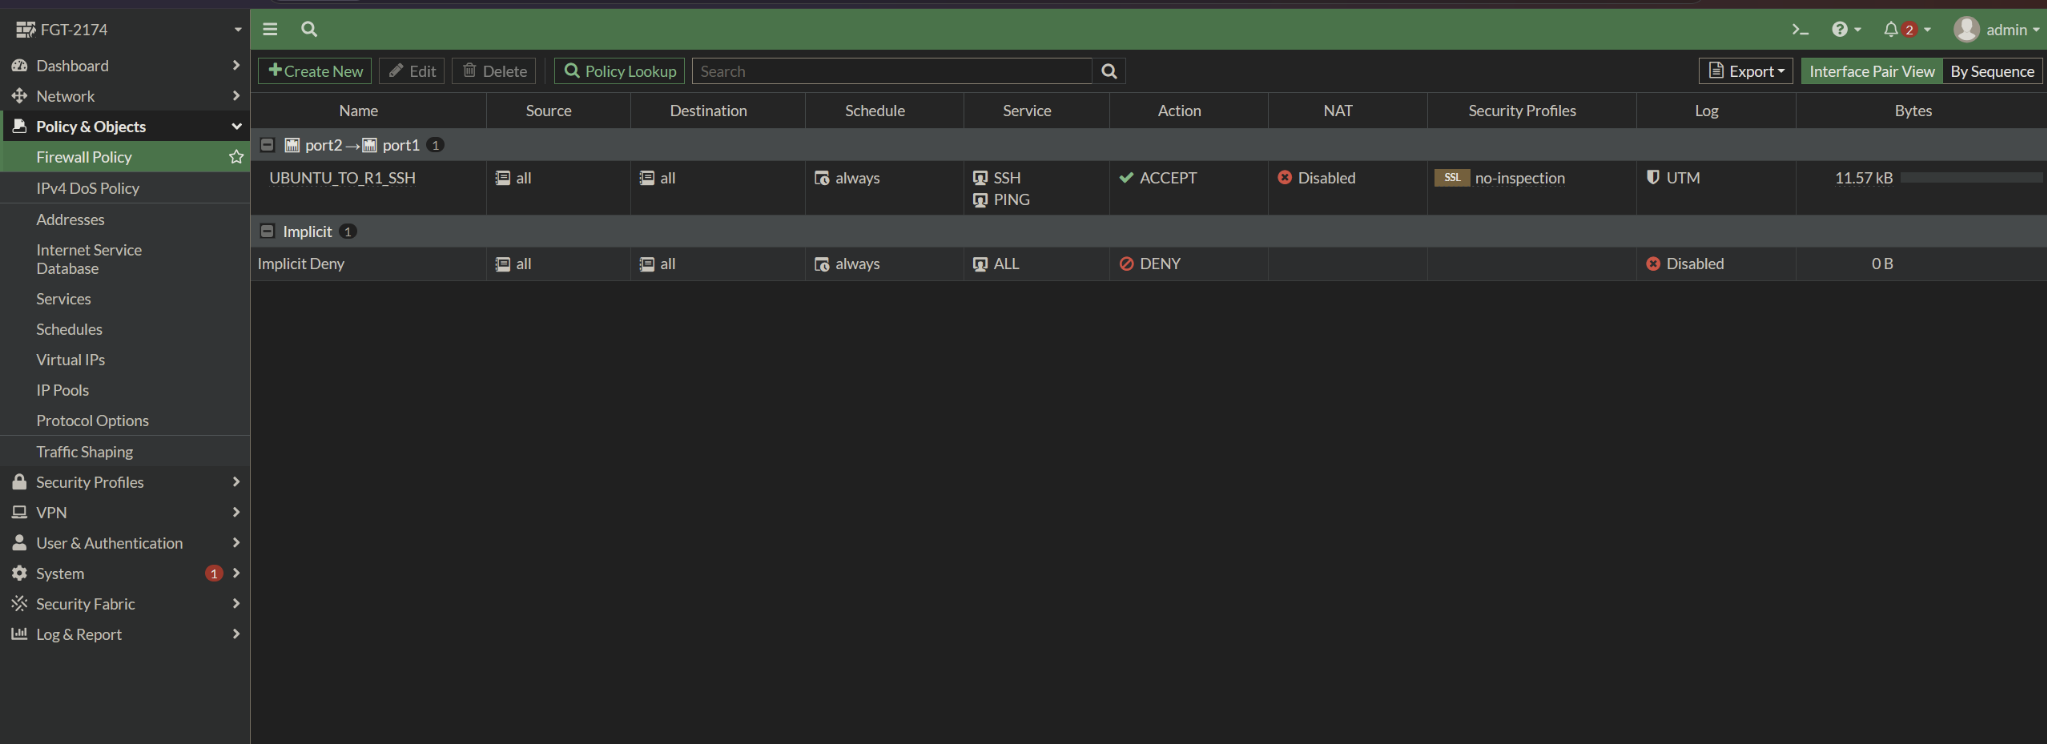 FGT-2174
2
admin
Dashboard
Network
Policy & Objects
Firewall Policy
IPv4 DoS Policy
Addresses
Internet Service
Database
Services
Schedules
Virtual IPs
IP Pools
Protocol Options
Traffic Shaping
Security Profiles
VPN
User & Authentication
System 1
Security Fabric
Log & Report
Create New Edit Delete Policy Lookup Search Export Interface Pair View By Sequence
Name Source Destination Schedule Service Action NAT Security Profiles Log Bytes
port2 → port1 1
UBUNTU_TO_R1_SSH all all always SSH ACCEPT Disabled SSL no-inspection UTM 11.57 kB
PING
Implicit 1
Implicit Deny all all always ALL DENY Disabled 0 B